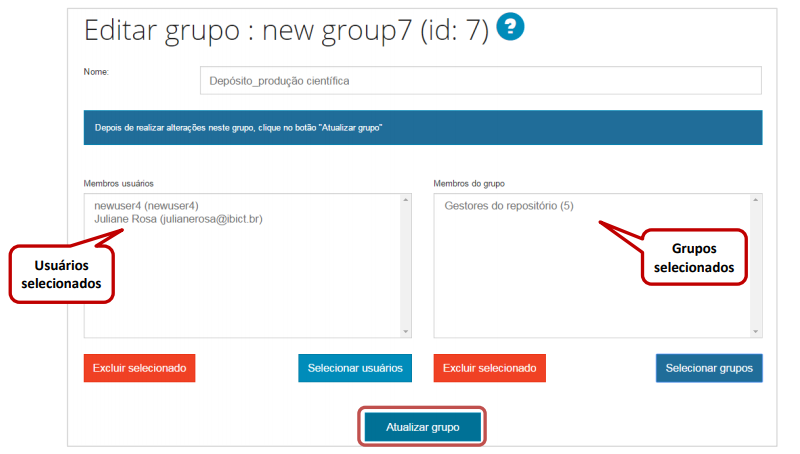 Editar grupo : new group7 (id: 7) ?
Nome:
Depósito_produção científica
Depois de realizar alterações neste grupo, clique no botão "Atualizar grupo"
Membros usuários
newuser4 (newuser4)
Juliane Rosa (julianerosa@ibict.br)
Usuários
selecionados
Excluir selecionado
Selecionar usuários
Membros do grupo
Gestores do repositório (5)
Grupos
selecionados
Excluir selecionado
Selecionar grupos
Atualizar grupo